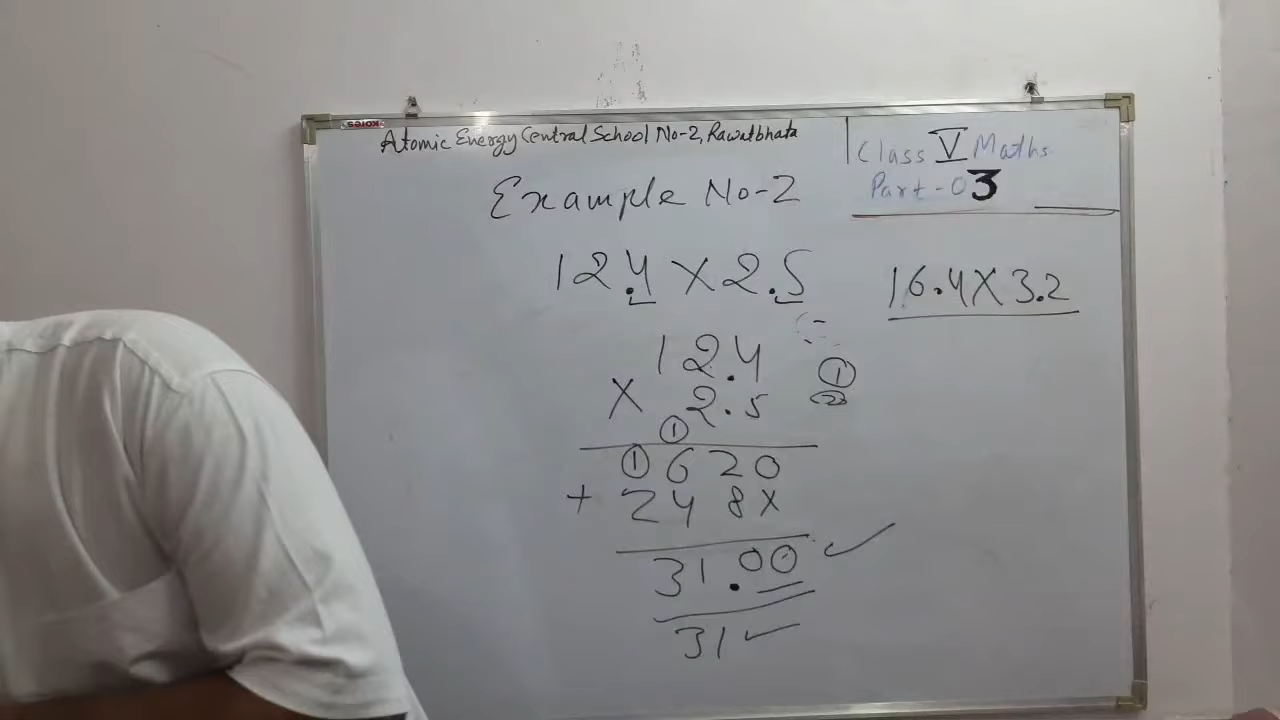 KOIES
Atomic Energy Central School No-2, Rawatbhata
Class V Maths
Part-03
Example No-2
12.4 X 2.5
16.4 X 3.2
12.4 ①
X 2.5
①
① 6 2 0
+ 2 4 8 X
31.00 ✓
31 ✓